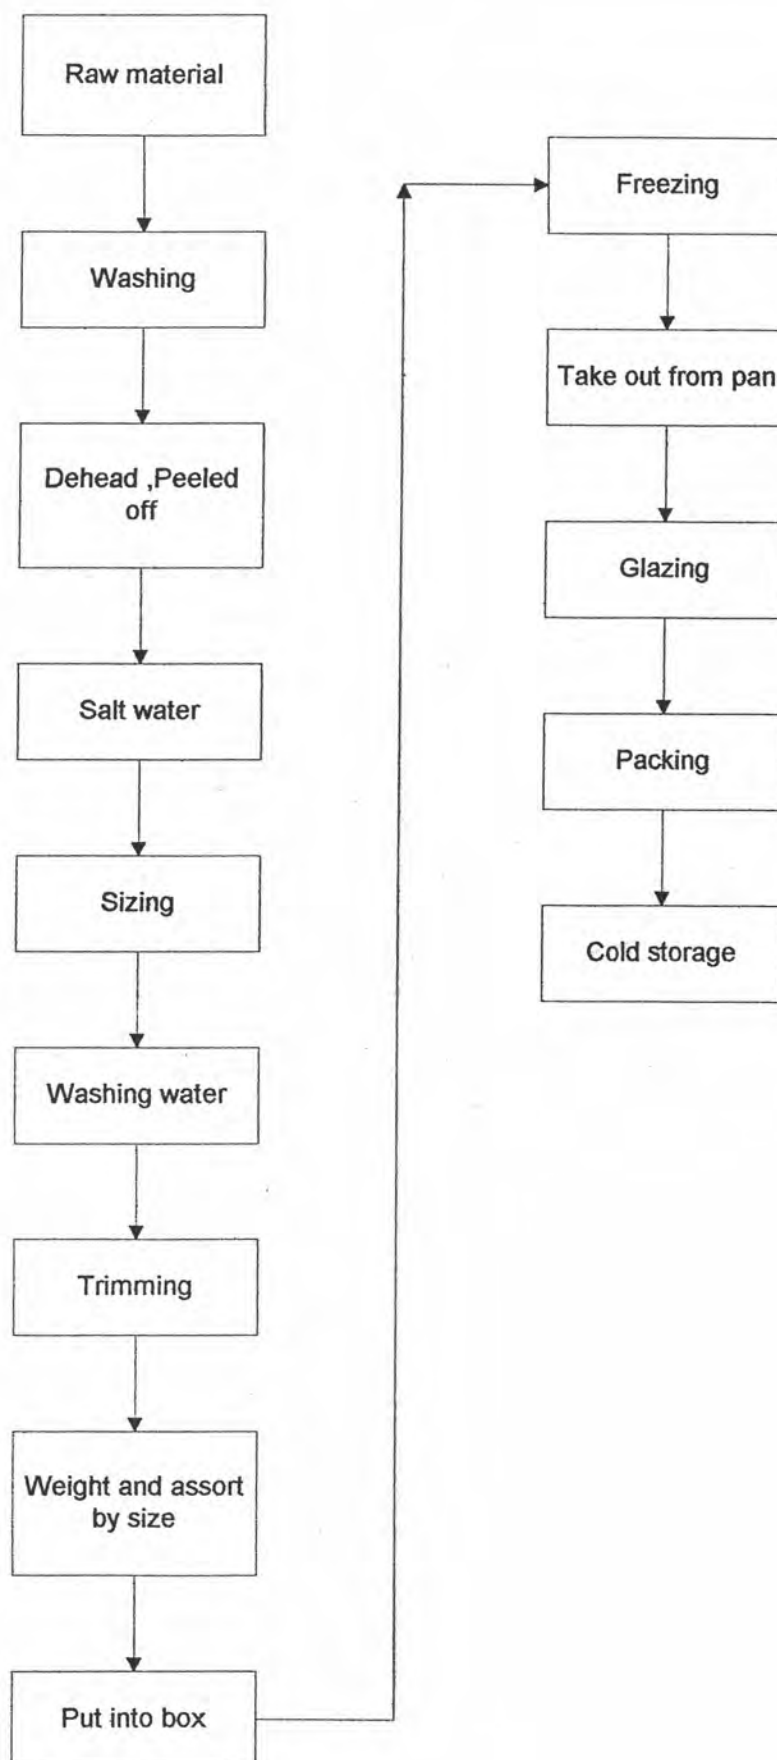 Raw material
Washing
Dehead ,Peeled
off
Salt water
Sizing
Washing water
Trimming
Weight and assort
by size
Put into box
Freezing
Take out from pan
Glazing
Packing
Cold storage